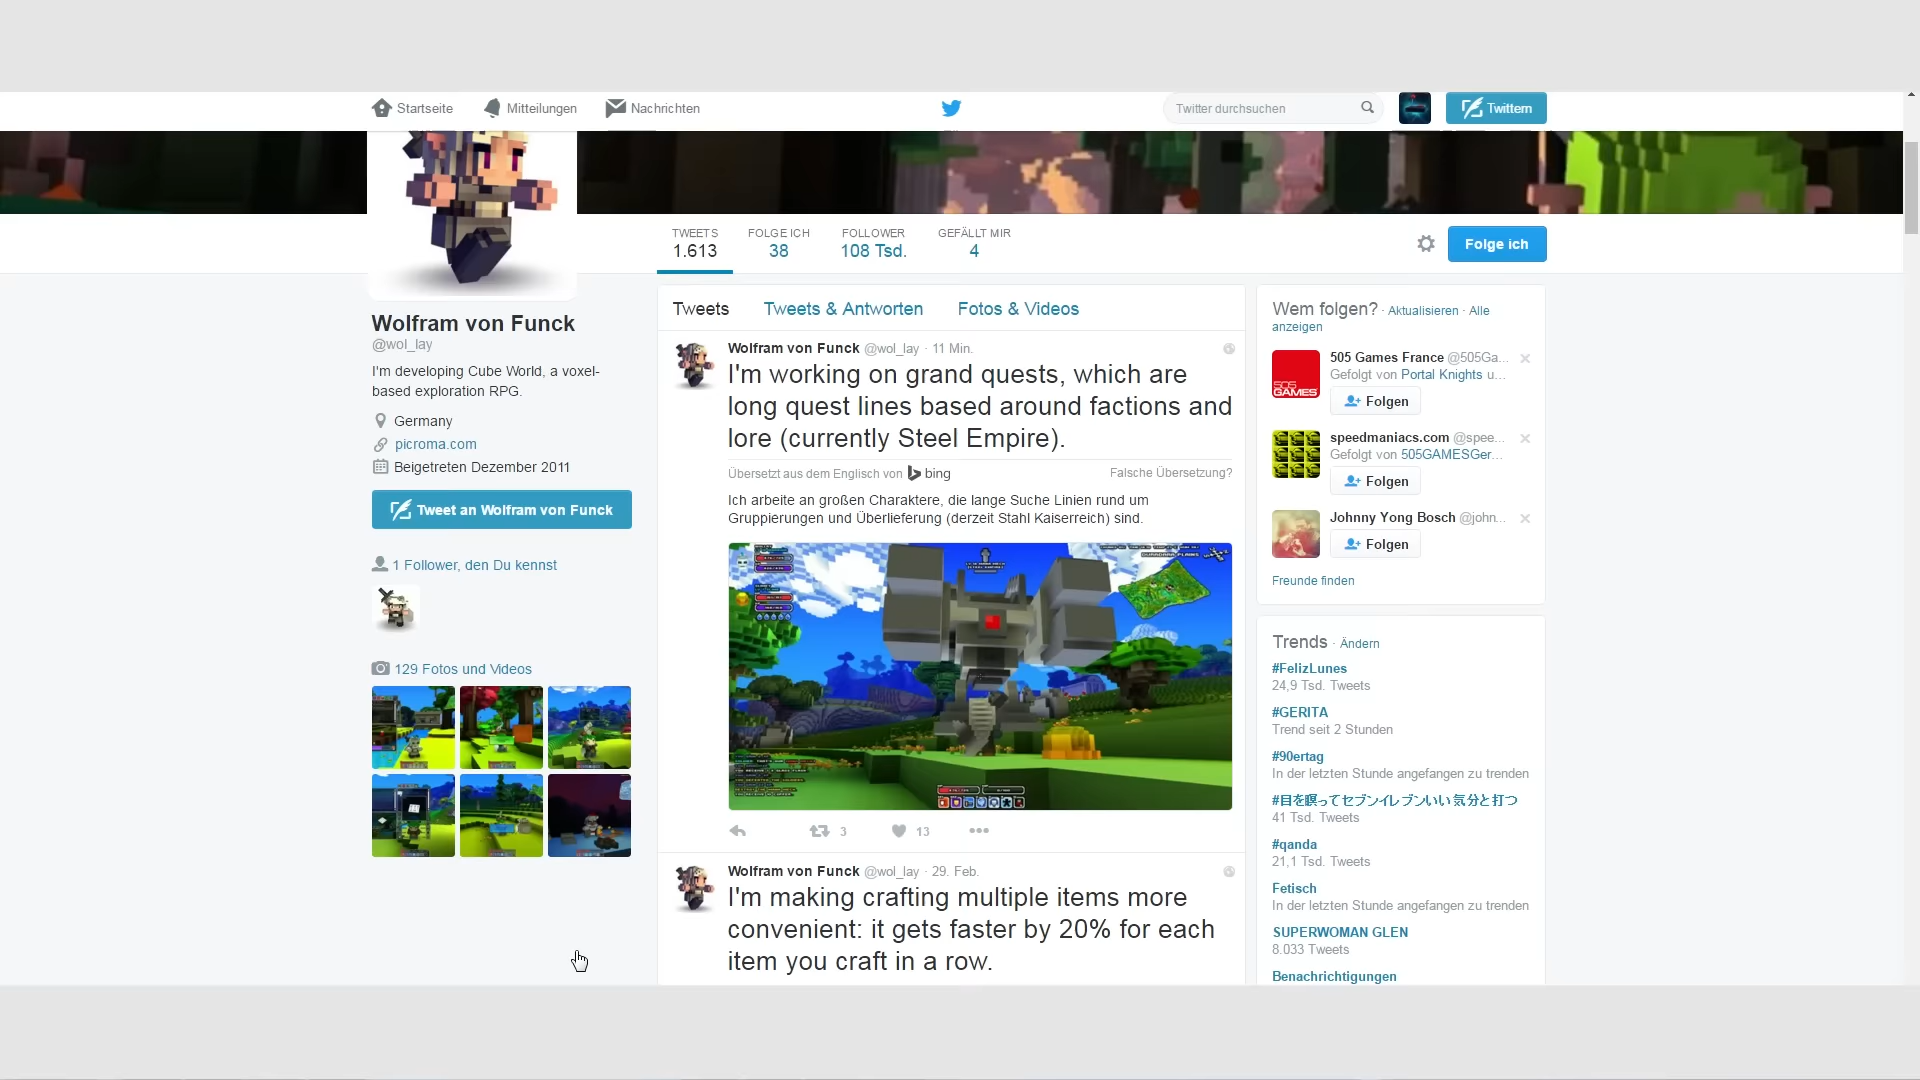 Startseite
Mitteilungen
Nachrichten
Twitter durchsuchen
Twittern
TWEETS
1.613
FOLGE ICH
38
FOLLOWER
108 Tsd.
GEFÄLLT MIR
4
Folge ich
Wolfram von Funck
@wol_lay
I'm developing Cube World, a voxel-
based exploration RPG.
Germany
picroma.com
Beigetreten Dezember 2011
Tweet an Wolfram von Funck
1 Follower, den Du kennst
129 Fotos und Videos
Tweets
Tweets & Antworten
Fotos & Videos
Wolfram von Funck @wol_lay · 11 Min.
I'm working on grand quests, which are
long quest lines based around factions and
lore (currently Steel Empire).
Übersetzt aus dem Englisch von bing
Falsche Übersetzung?
Ich arbeite an großen Charaktere, die lange Suche Linien rund um
Gruppierungen und Überlieferung (derzeit Stahl Kaiserreich) sind.
3
13
Wolfram von Funck @wol_lay · 29. Feb.
I'm making crafting multiple items more
convenient: it gets faster by 20% for each
item you craft in a row.
Wem folgen? · Aktualisieren · Alle
anzeigen
505 GAMES
505 Games France @505Ga...
Gefolgt von Portal Knights u...
Folgen
speedmaniacs.com @spee...
Gefolgt von 505GAMESGer...
Folgen
Johnny Yong Bosch @john...
Folgen
Freunde finden
Trends · Ändern
#FelizLunes
24,9 Tsd. Tweets
#GERITA
Trend seit 2 Stunden
#90ertag
In der letzten Stunde angefangen zu trenden
#目を瞑ってセブンイレブンいい気分と打つ
41 Tsd. Tweets
#qanda
21,1 Tsd. Tweets
Fetisch
In der letzten Stunde angefangen zu trenden
SUPERWOMAN GLEN
8.033 Tweets
Benachrichtigungen